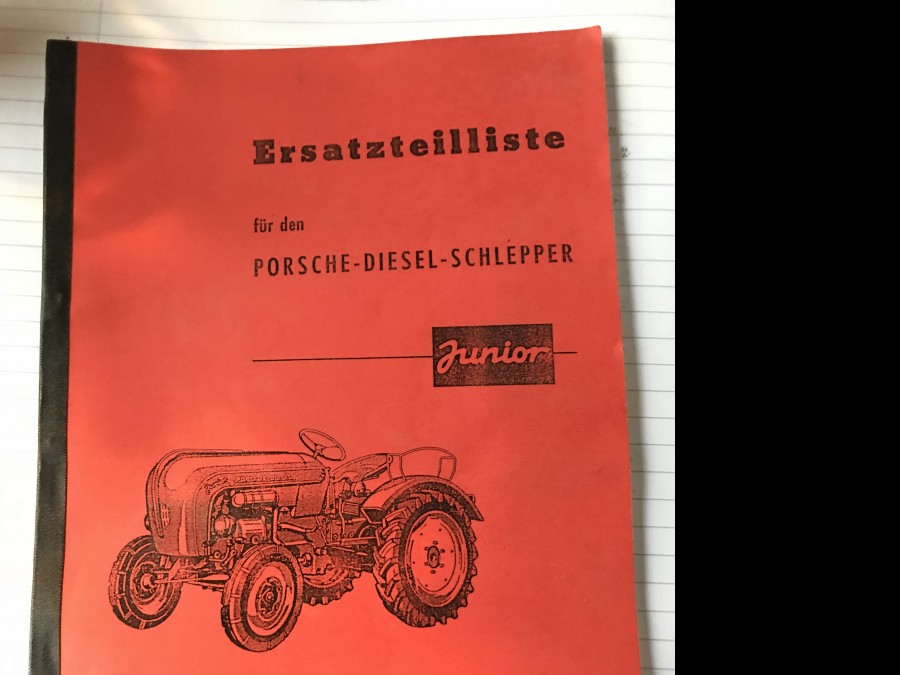 Ersatzteilliste
für den
PORSCHE-DIESEL-SCHLEPPER
Junior